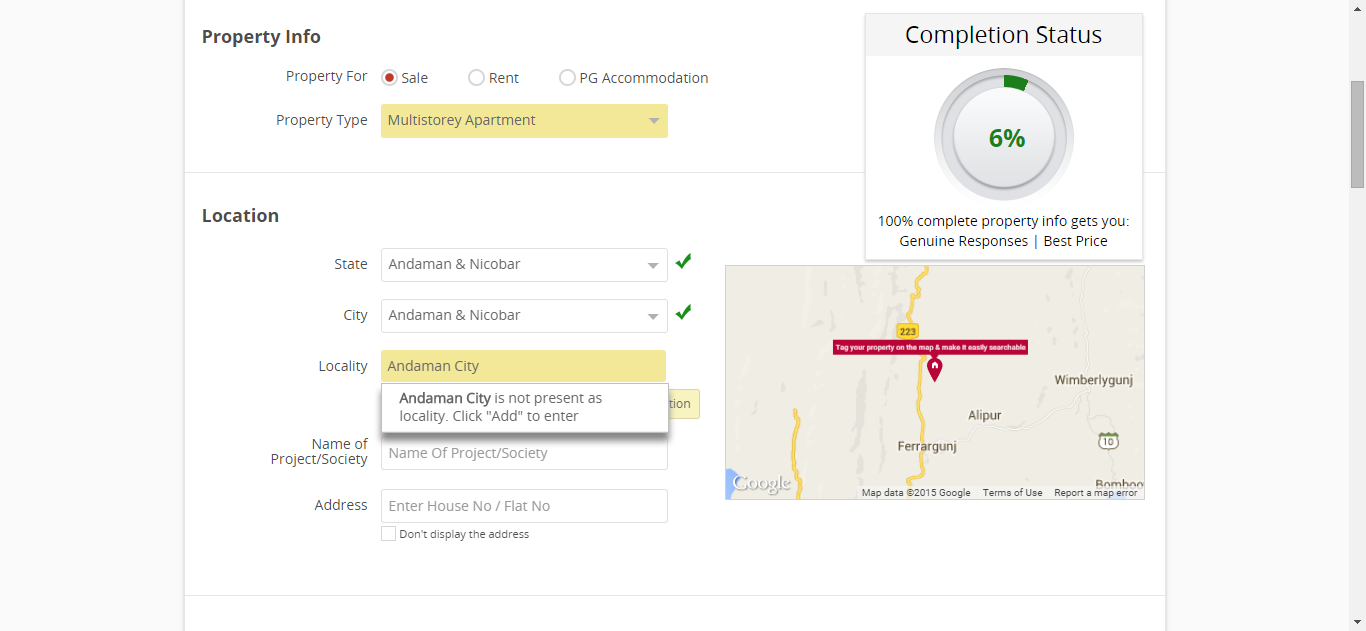 Property Info
Property For
Sale
Rent
PG Accommodation
Property Type
Multistorey Apartment
Completion Status
6%
100% complete property info gets you:
Genuine Responses | Best Price
Location
State
Andaman & Nicobar
City
Andaman & Nicobar
Locality
Andaman City
Andaman City is not present as
locality. Click "Add" to enter
Name of
Project/Society
Name Of Project/Society
Address
Enter House No / Flat No
Don't display the address
223
Tag your property on the map & make it easily searchable
Wimberlygunj
Alipur
Ferrargunj
10
Google
Map data ©2015 Google
Terms of Use
Report a map error